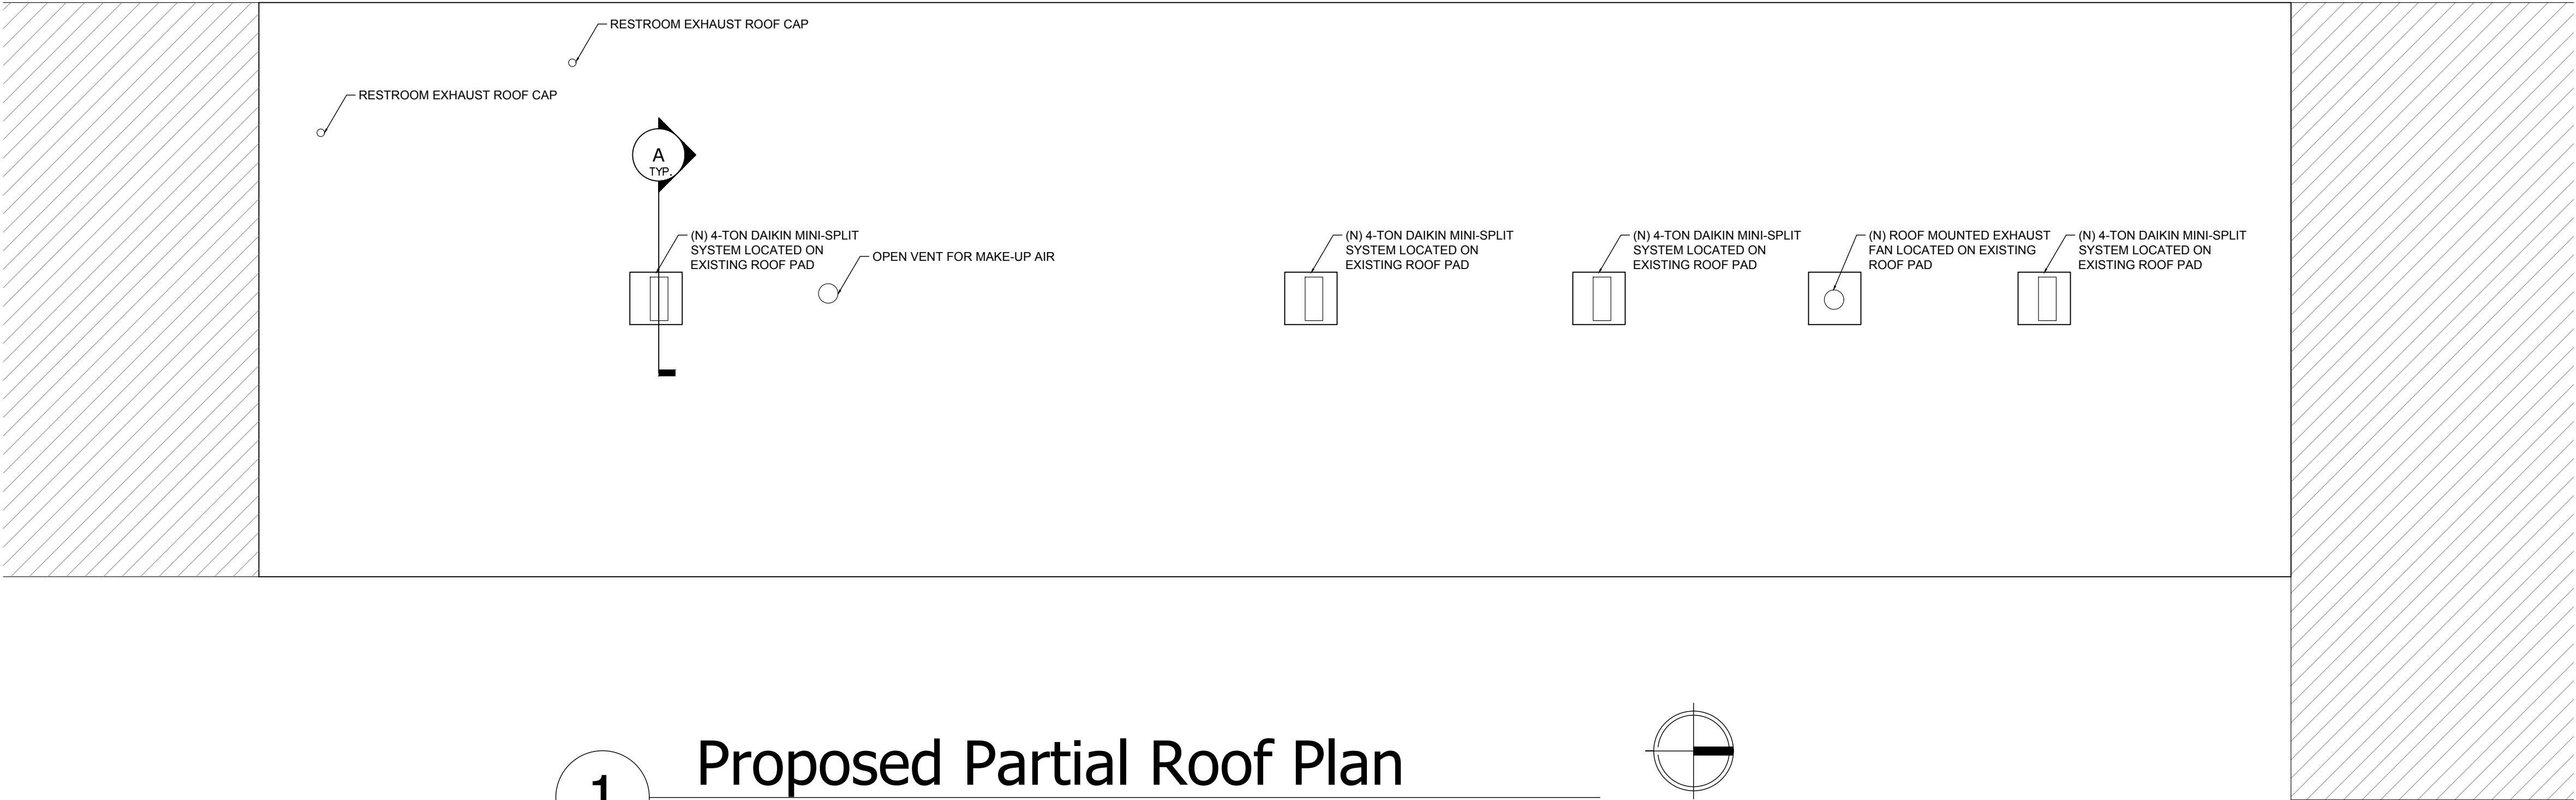 RESTROOM EXHAUST ROOF CAP
RESTROOM EXHAUST ROOF CAP
A
TYP.
(N) 4-TON DAIKIN MINI-SPLIT
SYSTEM LOCATED ON
EXISTING ROOF PAD
OPEN VENT FOR MAKE-UP AIR
(N) 4-TON DAIKIN MINI-SPLIT
SYSTEM LOCATED ON
EXISTING ROOF PAD
(N) 4-TON DAIKIN MINI-SPLIT
SYSTEM LOCATED ON
EXISTING ROOF PAD
(N) ROOF MOUNTED EXHAUST
FAN LOCATED ON EXISTING
ROOF PAD
(N) 4-TON DAIKIN MINI-SPLIT
SYSTEM LOCATED ON
EXISTING ROOF PAD
1
Proposed Partial Roof Plan